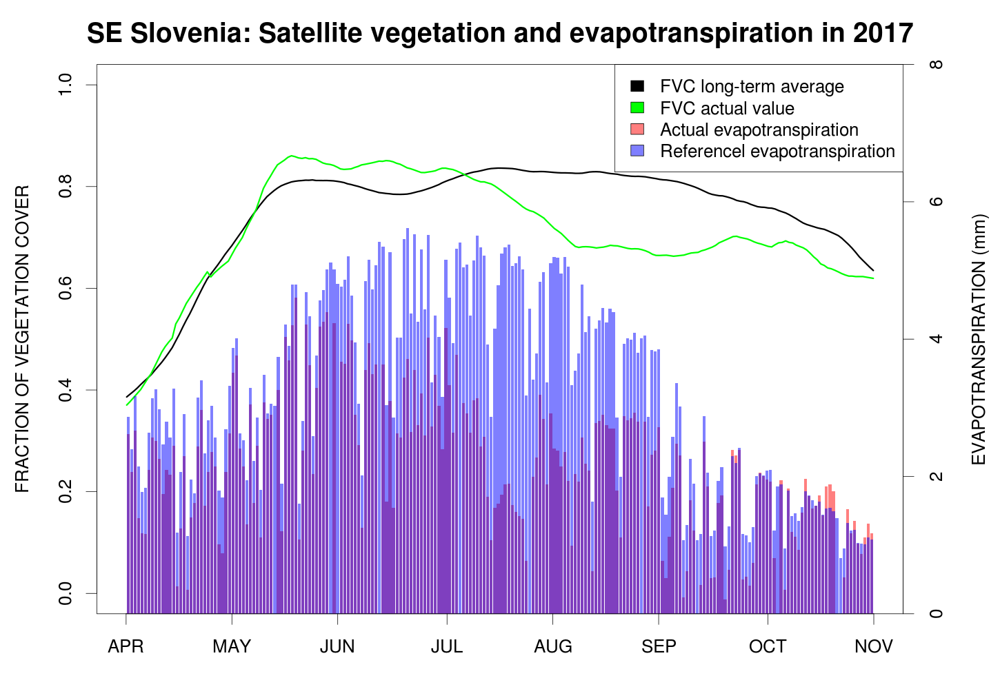 SE Slovenia: Satellite vegetation and evapotranspiration in 2017
FVC long-term average
FVC actual value
Actual evapotranspiration
Referencel evapotranspiration
FRACTION OF VEGETATION COVER
1.0
0.8
0.6
0.4
0.2
0.0
8
6
4
2
0
EVAPOTRANSPIRATION (mm)
APR MAY JUN JUL AUG SEP OCT NOV